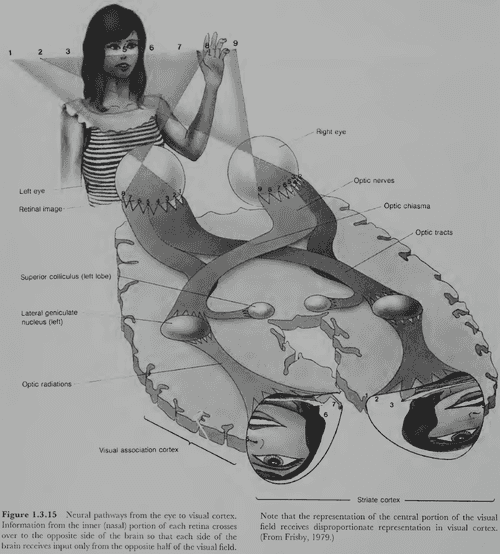 1 2 3 5 6 7 8 9
Right eye
Optic nerves
Left eye
Optic chiasma
Retinal image
Optic tracts
Superior colliculus (left lobe)
Lateral geniculate
nucleus (left)
Optic radiations
2 3
7
6
Visual association cortex
Striate cortex
Figure 1.3.15 Neural pathways from the eye to visual cortex.
Information from the inner (nasal) portion of each retina crosses
over to the opposite side of the brain so that each side of the
brain receives input only from the opposite half of the visual field.
Note that the representation of the central portion of the visual
field receives disproportionate representation in visual cortex.
(From Frisby, 1979.)